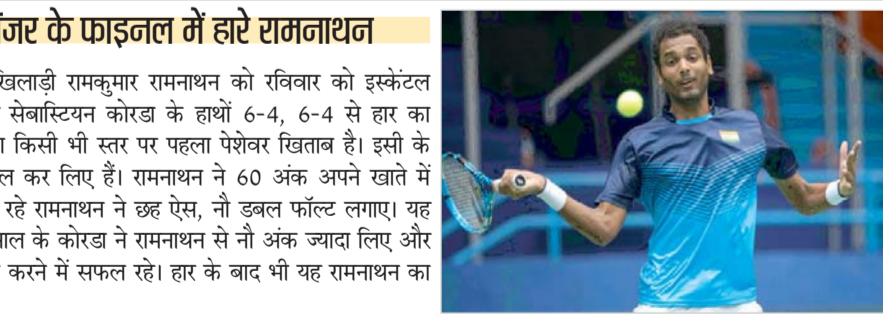 के फाइनल में हारे रामनाथन
रामकुमार रामनाथन को रविवार को इस्केंटल
सेबास्टियन कोरडा के हाथों 6-4, 6-4 से हार का
किसी भी स्तर पर पहला पेशेवर खिताब है। इसी के
कर लिए हैं। रामनाथन ने 60 अंक अपने खाते में
रहे रामनाथन ने छह ऐस, नौ डबल फॉल्ट लगाए। यह
के कोरडा ने रामनाथन से नौ अंक ज्यादा लिए और
करने में सफल रहे। हार के बाद भी यह रामनाथन का